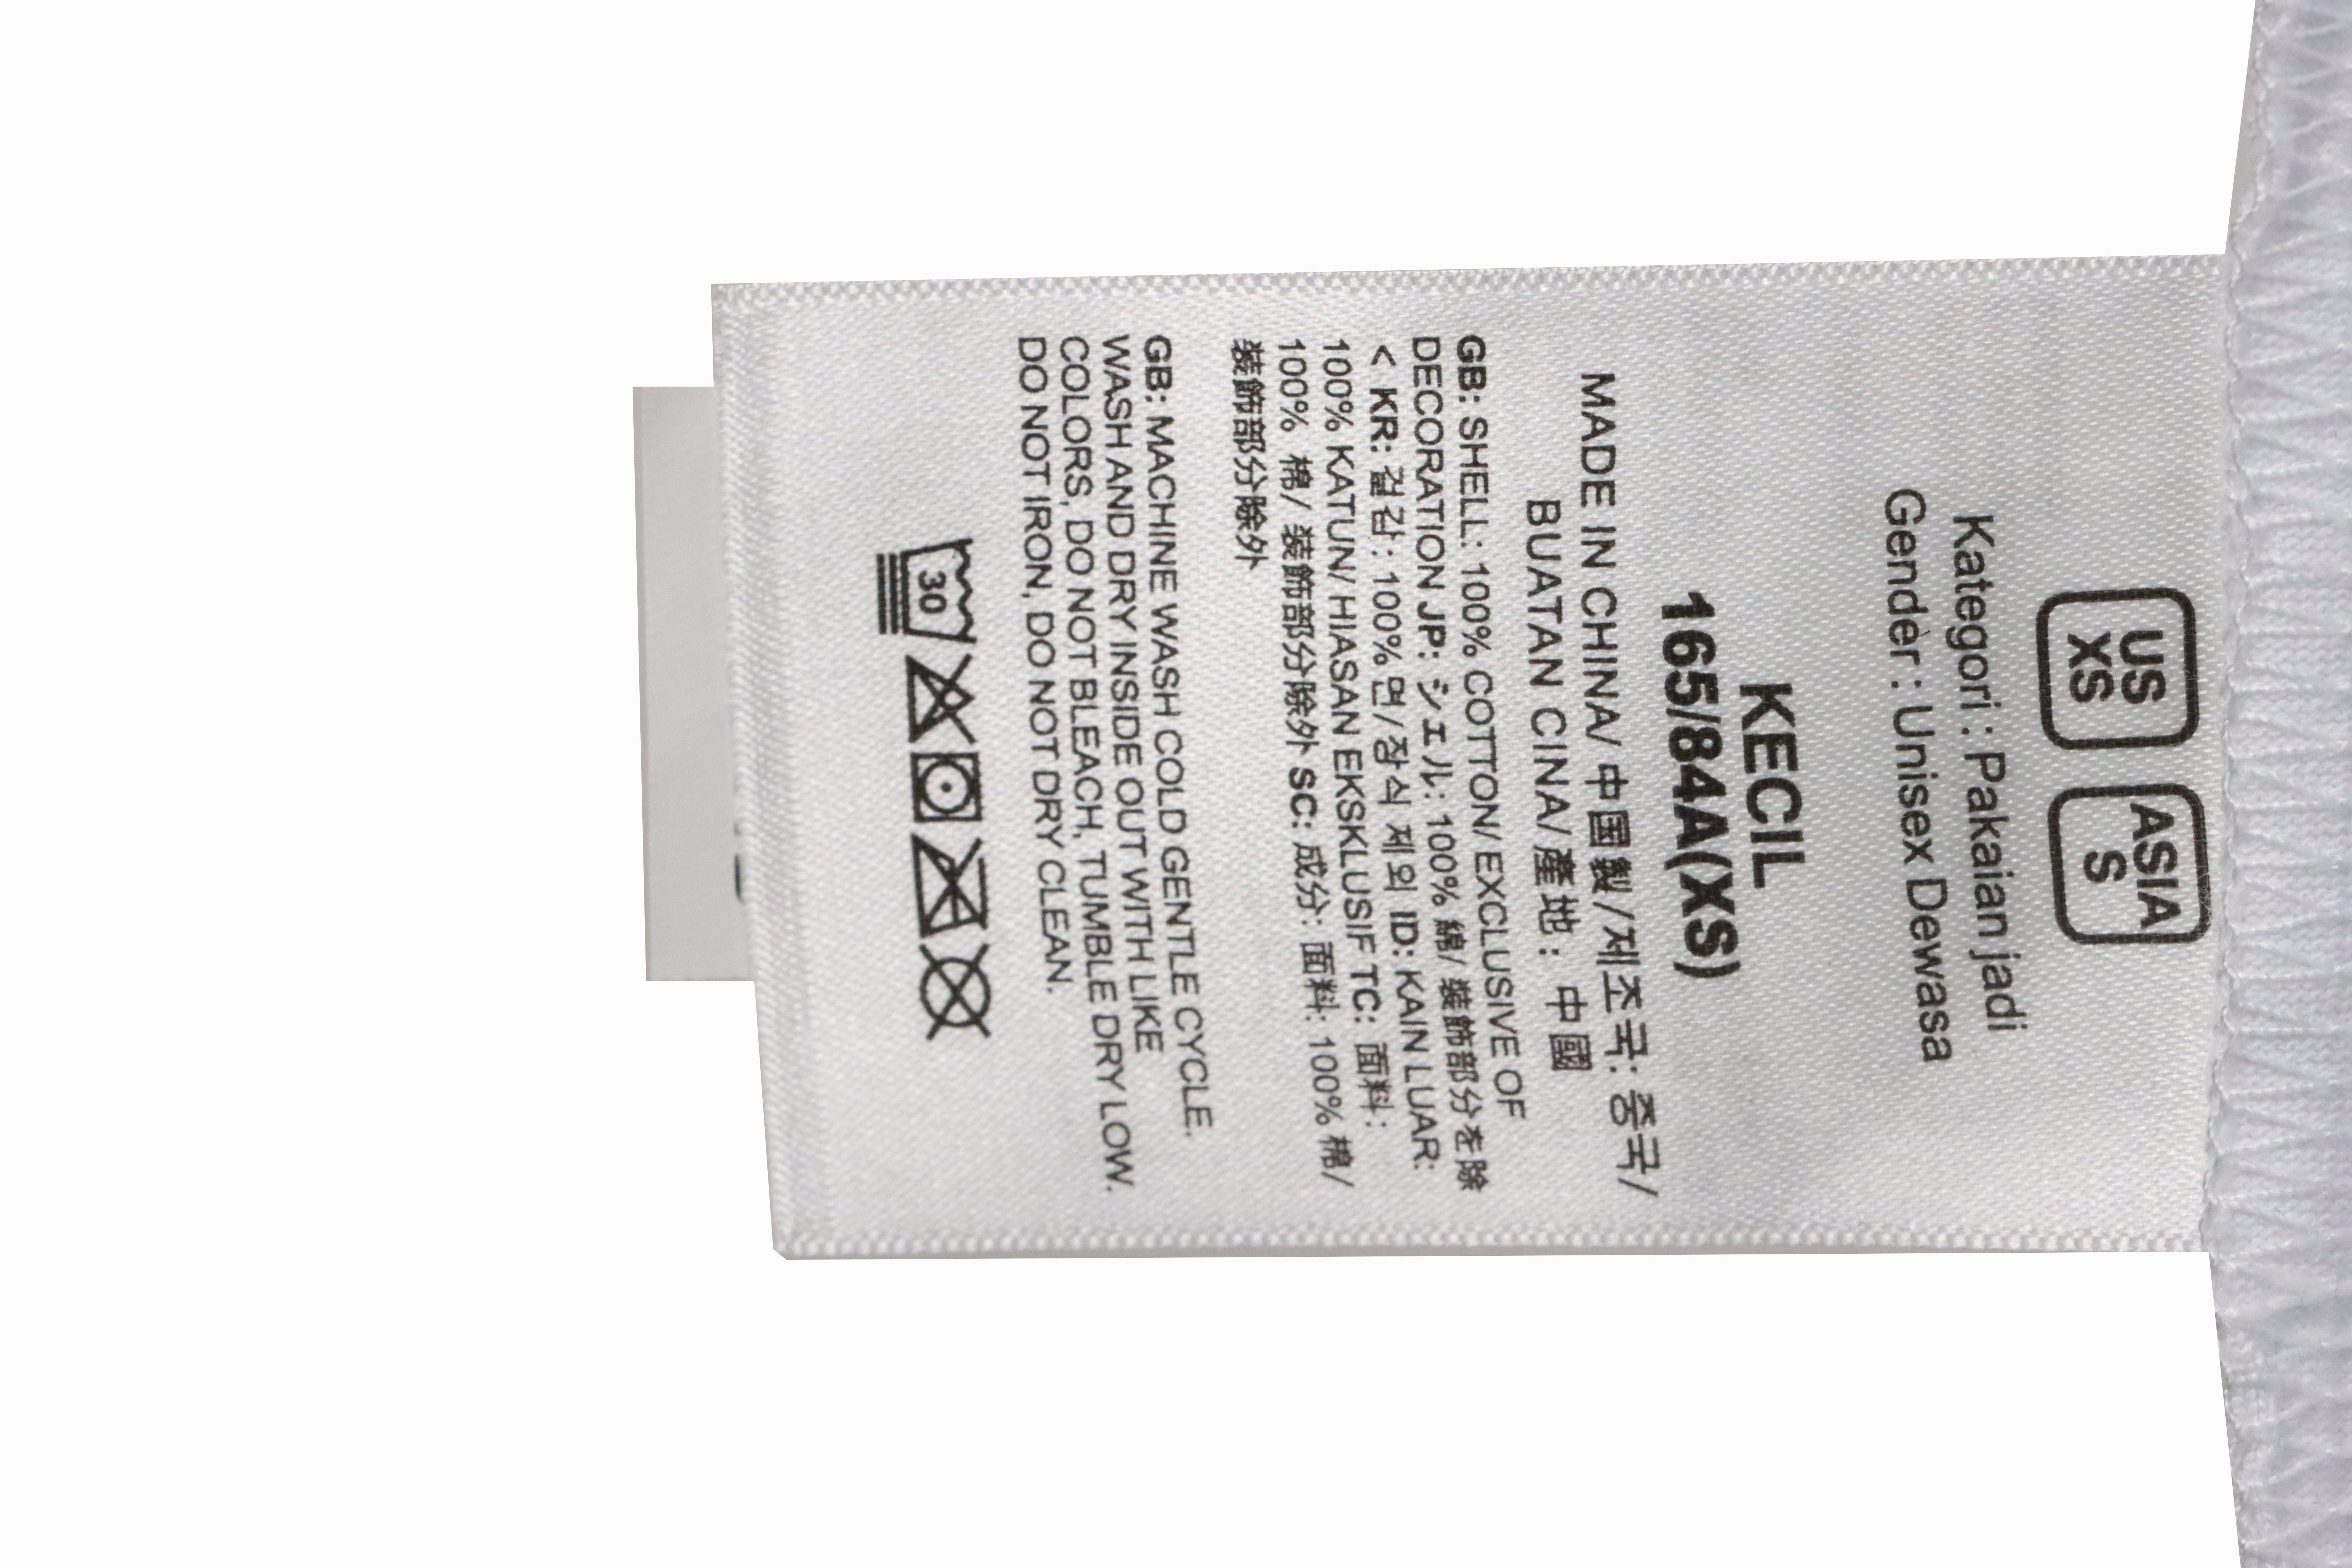 US
XS
ASIA
S
Kategori : Pakaian jadi
Gender : Unisex Dewasa
KECIL
165/84A(XS)
MADE IN CHINA/ 中国製/제조국: 중국/
BUATAN CINA/ 產地: 中國
GB: SHELL: 100% COTTON/ EXCLUSIVE OF
DECORATION JP: シェル: 100% 綿/ 装飾部分を除
< KR: 겉감: 100% 면/장식 제외 ID: KAIN LUAR:
100% KATUN/ HIASAN EKSKLUSIF TC: 面料:
100% 棉/ 裝飾部分除外 SC: 成分: 面料: 100% 棉/
装飾部分除外
GB: MACHINE WASH COLD GENTLE CYCLE.
WASH AND DRY INSIDE OUT WITH LIKE
COLORS, DO NOT BLEACH, TUMBLE DRY LOW.
DO NOT IRON, DO NOT DRY CLEAN.
30